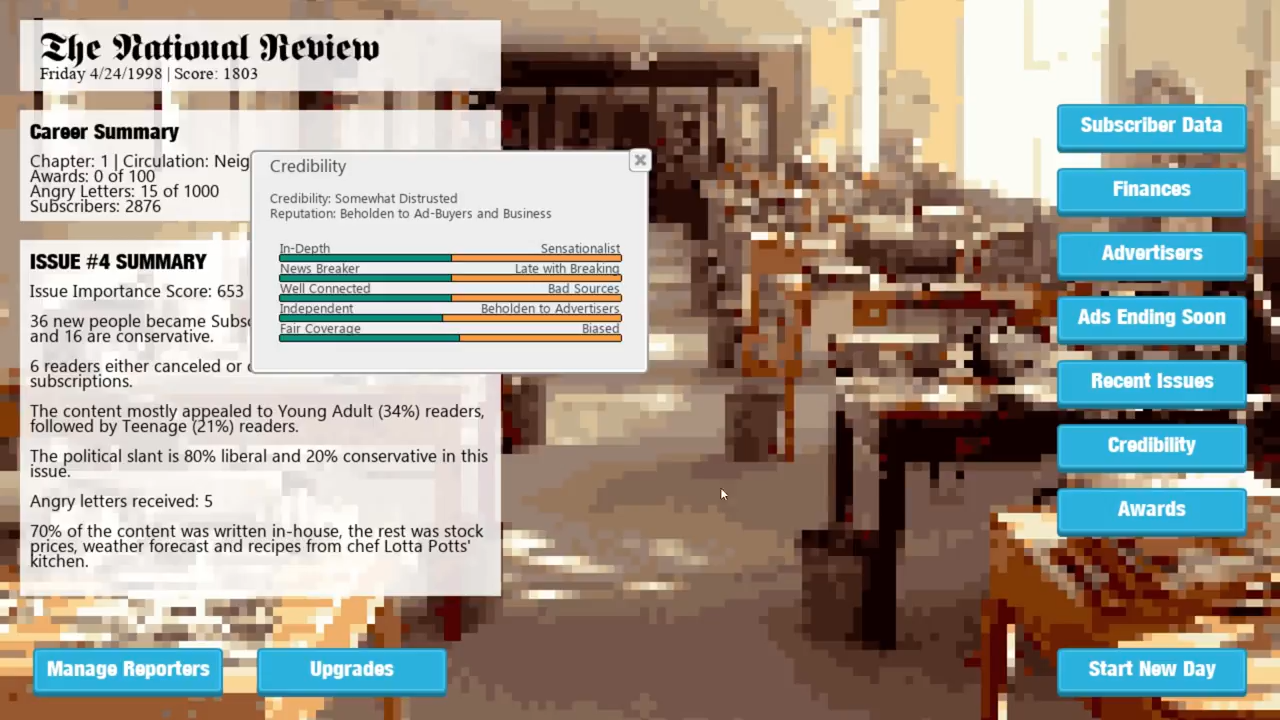 The National Review
Friday 4/24/1998 | Score: 1803
Career Summary
Chapter: 1 | Circulation: Neig
Awards: 0 of 100
Angry Letters: 15 of 1000
Subscribers: 2876
Credibility
Credibility: Somewhat Distrusted
Reputation: Beholden to Ad-Buyers and Business
In-Depth Sensationalist
News Breaker Late with Breaking
Well Connected Bad Sources
Independent Beholden to Advertisers
Fair Coverage Biased
ISSUE #4 SUMMARY
Issue Importance Score: 653
36 new people became Subsc
and 16 are conservative.
6 readers either canceled or
subscriptions.
The content mostly appealed to Young Adult (34%) readers,
followed by Teenage (21%) readers.
The political slant is 80% liberal and 20% conservative in this
issue.
Angry letters received: 5
70% of the content was written in-house, the rest was stock
prices, weather forecast and recipes from chef Lotta Potts'
kitchen.
Subscriber Data
Finances
Advertisers
Ads Ending Soon
Recent Issues
Credibility
Awards
Manage Reporters
Upgrades
Start New Day